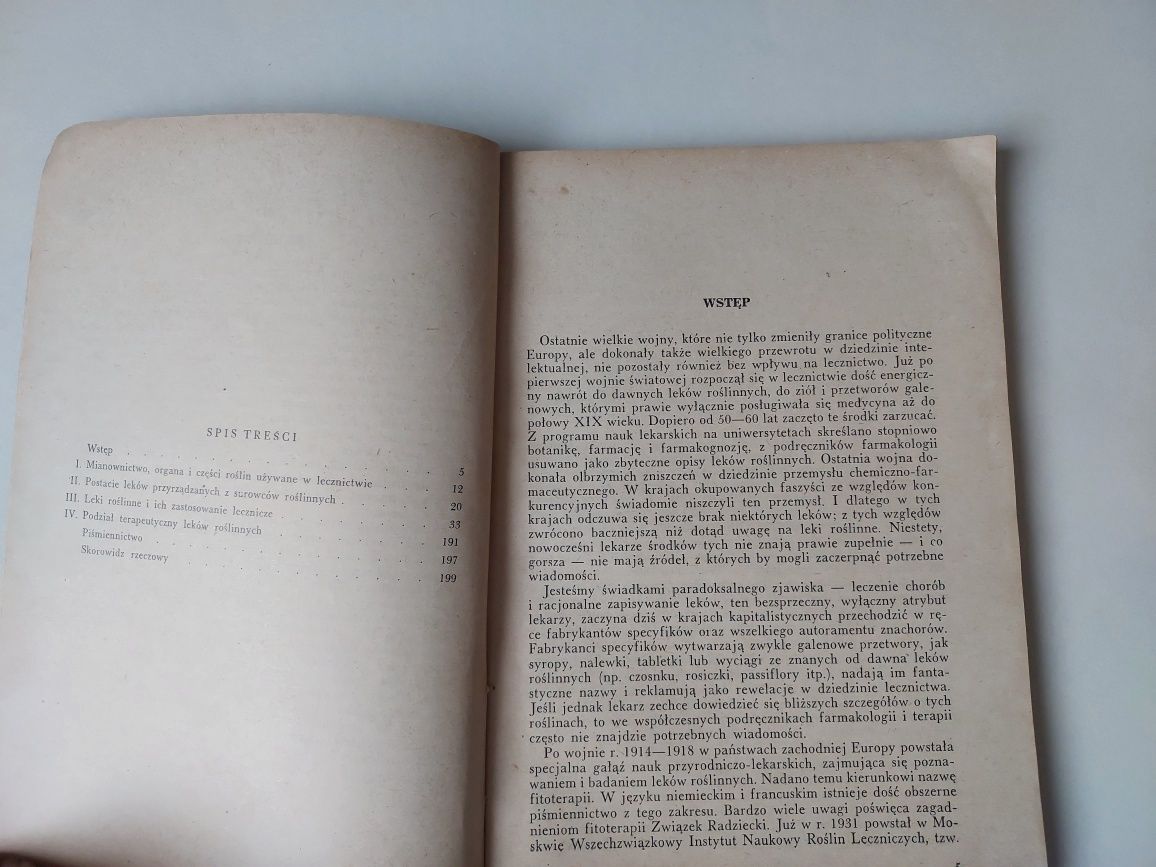 SPIS TREŚCI
Wstęp . . . . . . . . . . . . . 5
I. Mianownictwo, organa i części roślin używane w lecznictwie . . . 12
II. Postacie leków przyrządzanych z surowców roślinnych . . . . 20
III. Leki roślinne i ich zastosowanie lecznicze . . . . . . 33
IV. Podział terapeutyczny leków roślinnych . . . . . . 191
Piśmiennictwo . . . . . . . . . . . 197
Skorowidz rzeczowy . . . . . . . . . . 199
WSTĘP
Ostatnie wielkie wojny, które nie tylko zmieniły granice polityczne
Europy, ale dokonały także wielkiego przewrotu w dziedzinie inte-
lektualnej, nie pozostały również bez wpływu na lecznictwo. Już po
pierwszej wojnie światowej rozpoczął się w lecznictwie dość energicz-
ny nawrót do dawnych leków roślinnych, do ziół i przetworów gale-
nowych, którymi prawie wyłącznie posługiwała się medycyna aż do
połowy XIX wieku. Dopiero od 50—60 lat zaczęto te środki zarzucać.
Z programu nauk lekarskich na uniwersytetach skreślano stopniowo
botanikę, farmację i farmakognozję, z podręczników farmakologii
usuwano jako zbyteczne opisy leków roślinnych. Ostatnia wojna do-
konała olbrzymich zniszczeń w dziedzinie przemysłu chemiczno-far-
maceutycznego. W krajach okupowanych faszyści ze względów kon-
kurencyjnych świadomie niszczyli ten przemysł. I dlatego w tych
krajach odczuwa się jeszcze brak niektórych leków; z tych względów
zwrócono baczniejszą niż dotąd uwagę na leki roślinne. Niestety,
nowocześni lekarze środków tych nie znają prawie zupełnie — i co
gorsza — nie mają źródeł, z których by mogli zaczerpnąć potrzebne
wiadomości.
Jesteśmy świadkami paradoksalnego zjawiska — leczenie chorób
i racjonalne zapisywanie leków, ten bezsprzeczny, wyłączny atrybut
lekarzy, zaczyna dziś w krajach kapitalistycznych przechodzić w rę-
ce fabrykantów specyfików oraz wszelkiego autoramentu znachorów.
Fabrykanci specyfików wytwarzają zwykle galenowe przetwory, jak
syropy, nalewki, tabletki lub wyciągi ze znanych od dawna leków
roślinnych (np. czosnku, rosiczki, passiflory itp.), nadają im fanta-
styczne nazwy i reklamują jako rewelacje w dziedzinie lecznictwa.
Jeśli jednak lekarz zechce dowiedzieć się bliższych szczegółów o tych
roślinach, to we współczesnych podręcznikach farmakologii i terapii
często nie znajdzie potrzebnych wiadomości.
Po wojnie r. 1914—1918 w państwach zachodniej Europy powstała
specjalna gałąź nauk przyrodniczo-lekarskich, zajmująca się pozna-
waniem i badaniem leków roślinnych. Nadano temu kierunkowi nazwę
fitoterapii. W języku niemieckim i francuskim istnieje dość obszerne
piśmiennictwo z tego zakresu. Bardzo wiele uwagi poświęca zagad-
nieniom fitoterapii Związek Radziecki. Już w r. 1931 powstał w Mo-
skwie Wszechzwiązkowy Instytut Naukowy Roślin Leczniczych, tzw.